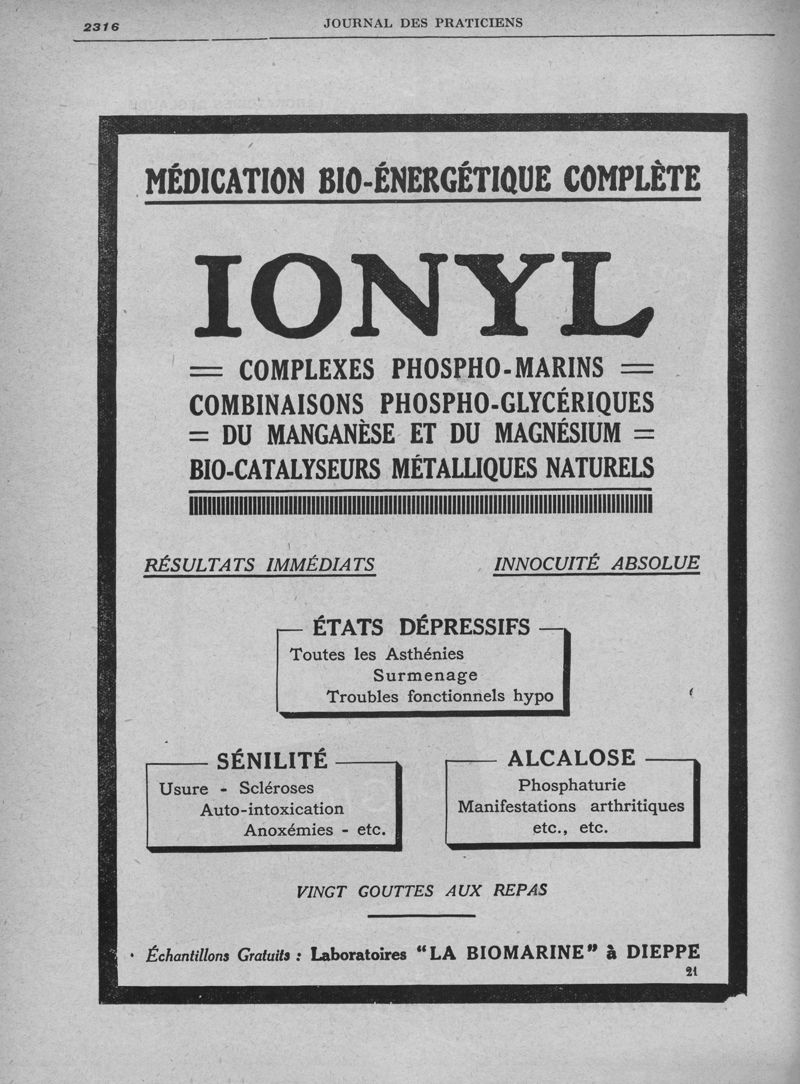 2316
JOURNAL DES PRATICIENS
MÉDICATION BIO-ÉNERGÉTIQUE COMPLÈTE
IONYL
= COMPLEXES PHOSPHO-MARINS =
COMBINAISONS PHOSPHO-GLYCÉRIQUES
= DU MANGANÈSE ET DU MAGNÉSIUM =
BIO-CATALYSEURS MÉTALLIQUES NATURELS
RÉSULTATS IMMÉDIATS
INNOCUITÉ ABSOLUE
ÉTATS DÉPRESSIFS
Toutes les Asthénies
Surmenage
Troubles fonctionnels hypo
SÉNILITÉ
Usure - Scléroses
Auto-intoxication
Anoxémies - etc.
ALCALOSE
Phosphaturie
Manifestations arthritiques
etc., etc.
VINGT GOUTTES AUX REPAS
Échantillons Gratuits : Laboratoires "LA BIOMARINE" à DIEPPE
21